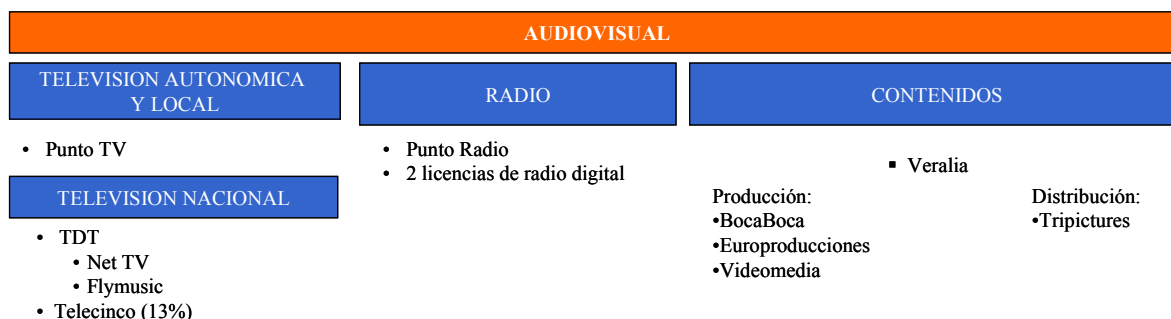 AUDIOVISUAL
TELEVISION AUTONOMICA
Y LOCAL
• Punto TV
TELEVISION NACIONAL
• TDT
• Net TV
• Flymusic
• Telecinco (13%)
RADIO
• Punto Radio
• 2 licencias de radio digital
CONTENIDOS
▪ Veralia
Producción:
•BocaBoca
•Europroducciones
•Videomedia
Distribución:
•Tripictures